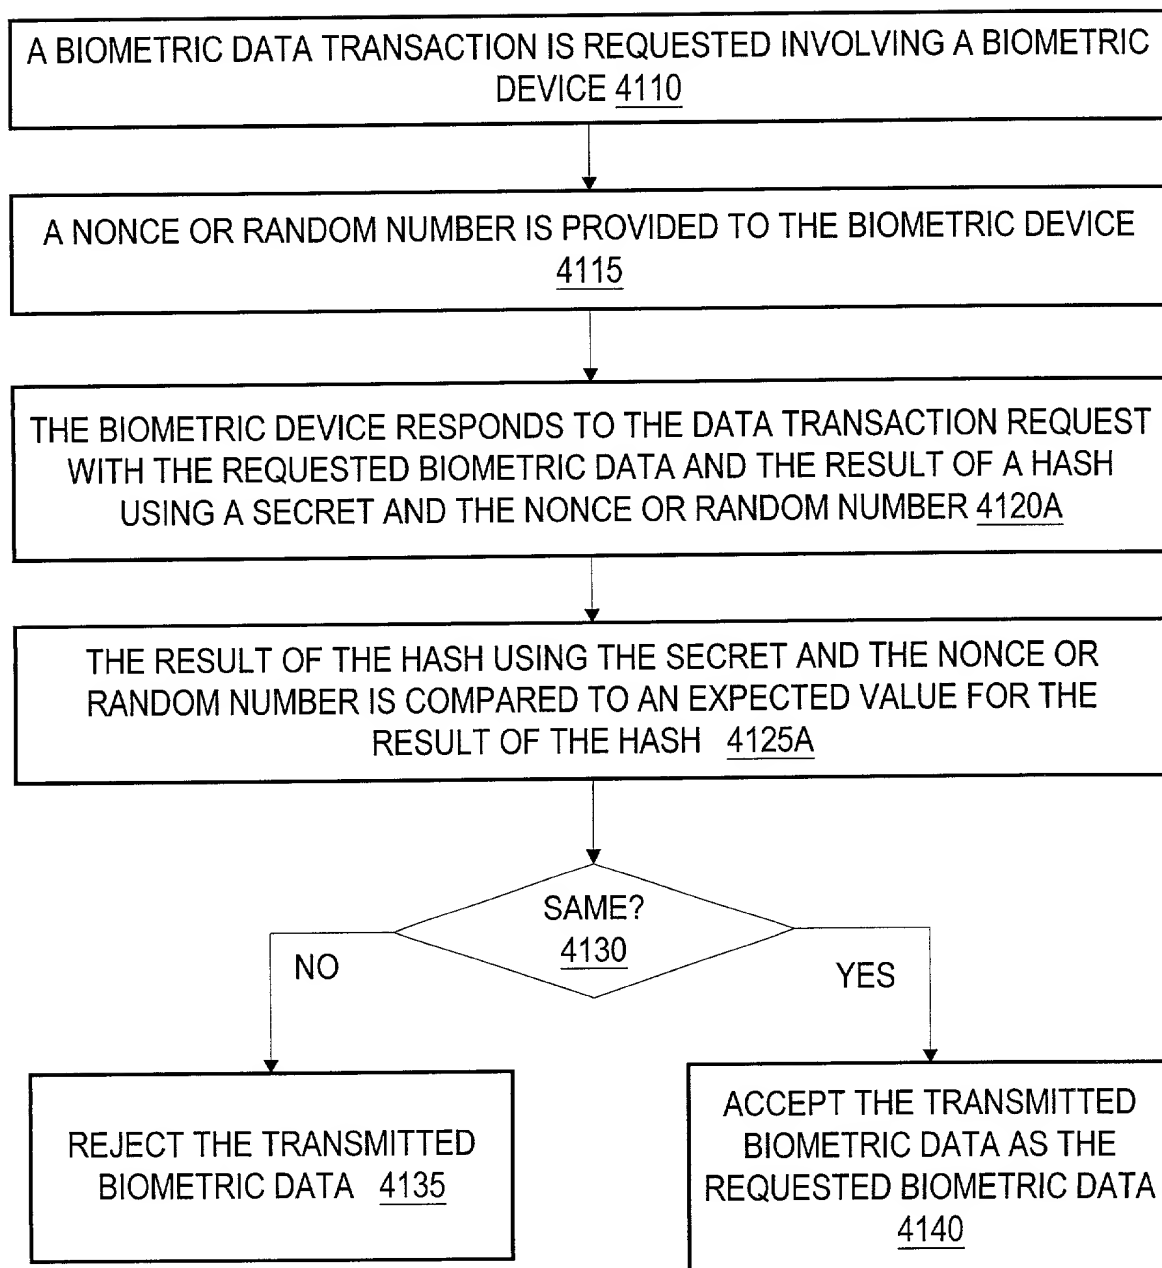 A BIOMETRIC DATA TRANSACTION IS REQUESTED INVOLVING A BIOMETRIC
DEVICE 4110
A NONCE OR RANDOM NUMBER IS PROVIDED TO THE BIOMETRIC DEVICE
4115
THE BIOMETRIC DEVICE RESPONDS TO THE DATA TRANSACTION REQUEST
WITH THE REQUESTED BIOMETRIC DATA AND THE RESULT OF A HASH
USING A SECRET AND THE NONCE OR RANDOM NUMBER 4120A
THE RESULT OF THE HASH USING THE SECRET AND THE NONCE OR
RANDOM NUMBER IS COMPARED TO AN EXPECTED VALUE FOR THE
RESULT OF THE HASH 4125A
SAME?
4130
NO
YES
REJECT THE TRANSMITTED
BIOMETRIC DATA 4135
ACCEPT THE TRANSMITTED
BIOMETRIC DATA AS THE
REQUESTED BIOMETRIC DATA
4140